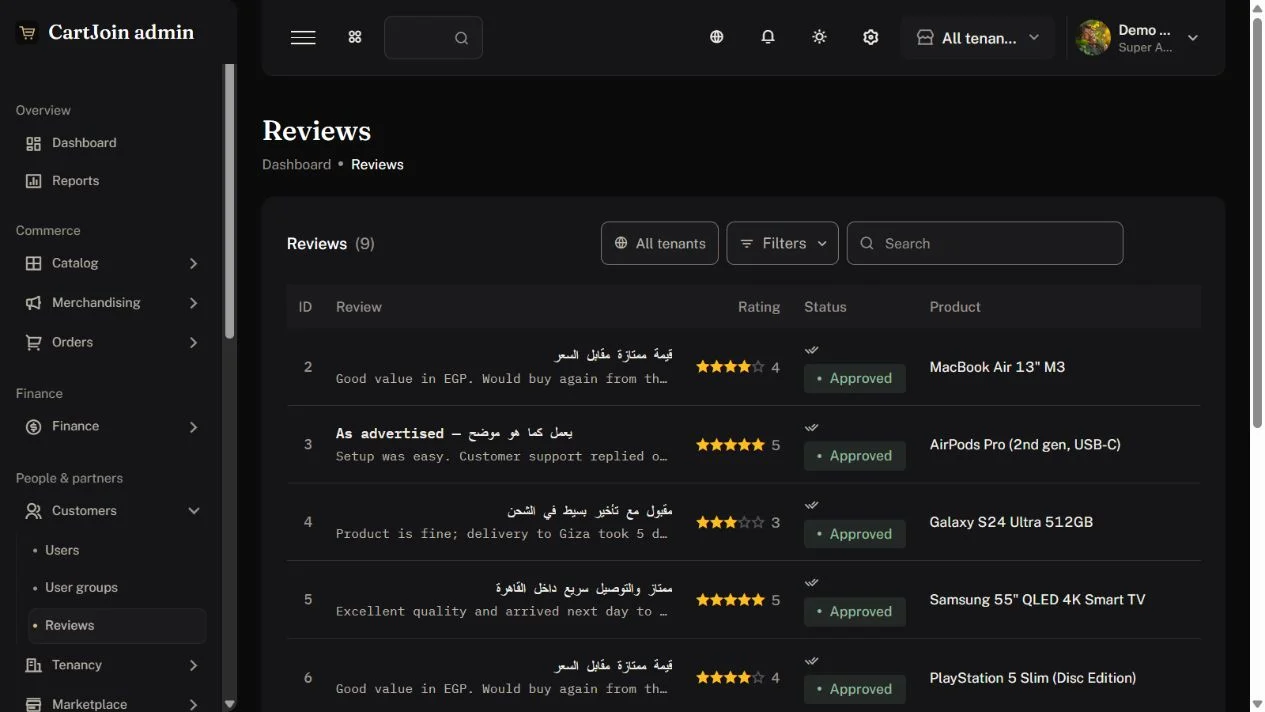 CartJoin admin
All tenan...
Demo ...
Super A...
Overview
Dashboard
Reports
Commerce
Catalog
Merchandising
Orders
Finance
Finance
People & partners
Customers
• Users
• User groups
• Reviews
Tenancy
Marketplace
Reviews
Dashboard • Reviews
Reviews (9)
All tenants
Filters
Search
ID Review Rating Status Product
قيمة ممتازة مقابل السعر
2 Good value in EGP. Would buy again from th… 4 • Approved MacBook Air 13" M3
As advertised — يعمل كما هو موضح
3 Setup was easy. Customer support replied o… 5 • Approved AirPods Pro (2nd gen, USB-C)
مقبول مع تأخير بسيط في الشحن
4 Product is fine; delivery to Giza took 5 d… 3 • Approved Galaxy S24 Ultra 512GB
ممتاز والتوصيل سريع داخل القاهرة
5 Excellent quality and arrived next day to … 5 • Approved Samsung 55" QLED 4K Smart TV
قيمة ممتازة مقابل السعر
6 Good value in EGP. Would buy again from th… 4 • Approved PlayStation 5 Slim (Disc Edition)